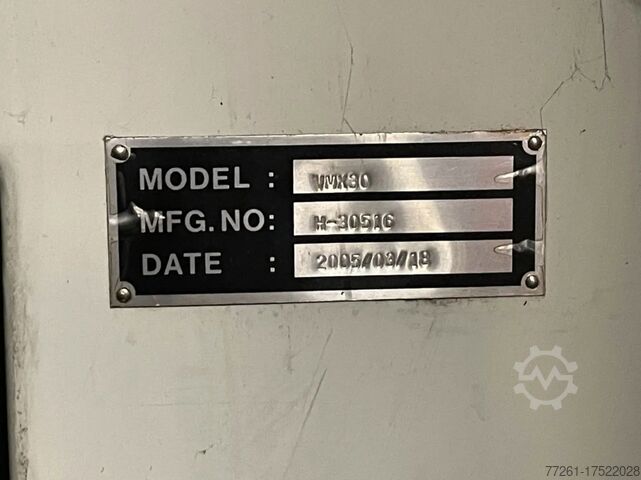 MODEL : VMX30
MFG.NO: H-30516
DATE : 2005/03/18
77261-17522028